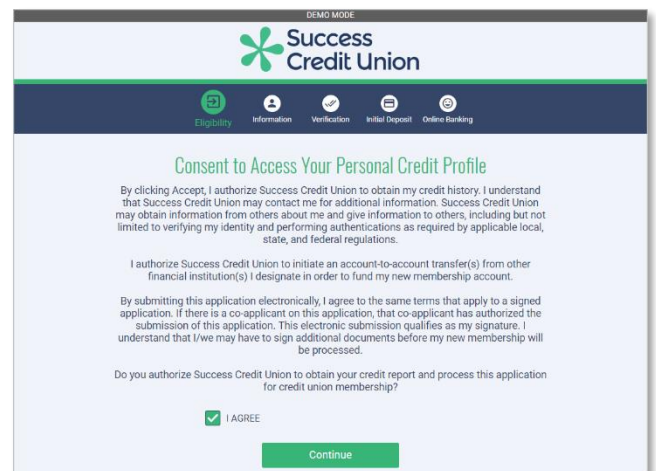 DEMO MODE
Success
Credit Union
Eligibility Information Verification Initial Deposit Online Banking
Consent to Access Your Personal Credit Profile
By clicking Accept, I authorize Success Credit Union to obtain my credit history. I understand
that Success Credit Union may contact me for additional information. Success Credit Union
may obtain information from others about me and give information to others, including but not
limited to verifying my identity and performing authentications as required by applicable local,
state, and federal regulations.
I authorize Success Credit Union to initiate an account-to-account transfer(s) from other
financial institution(s) I designate in order to fund my new membership account.
By submitting this application electronically, I agree to the same terms that apply to a signed
application. If there is a co-applicant on this application, that co-applicant has authorized the
submission of this application. This electronic submission qualifies as my signature. I
understand that I/we may have to sign additional documents before my new membership will
be processed.
Do you authorize Success Credit Union to obtain your credit report and process this application
for credit union membership?
I AGREE
Continue